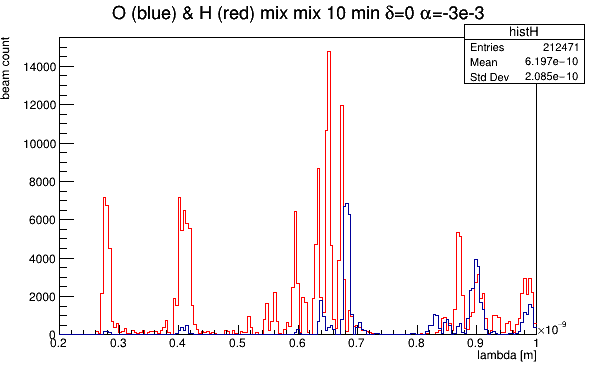 O (blue) & H (red) mix mix 10 min δ=0 α=-3e-3
histH
Entries 212471
Mean 6.197e-10
Std Dev 2.085e-10
beam count
14000
12000
10000
8000
6000
4000
2000
0
0.2 0.3 0.4 0.5 0.6 0.7 0.8 0.9 1
×10⁻⁹
lambda [m]